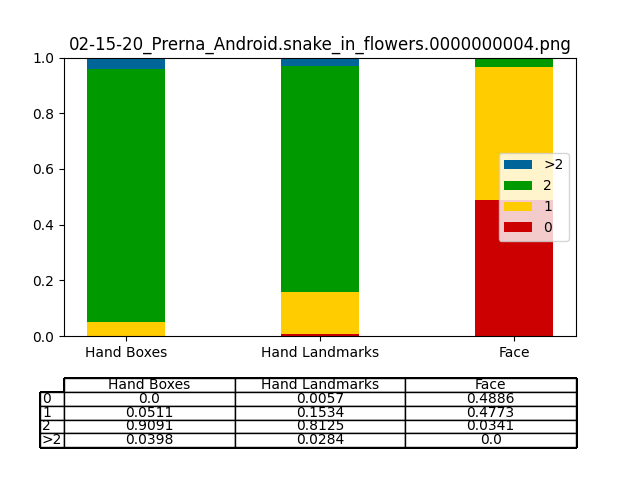 02-15-20_Prerna_Android.snake_in_flowers.0000000004.png
1.0
0.8
0.6
0.4
0.2
0.0
>2
2
1
0
Hand Boxes Hand Landmarks Face
Hand Boxes Hand Landmarks Face
0 0.0 0.0057 0.4886
1 0.0511 0.1534 0.4773
2 0.9091 0.8125 0.0341
>2 0.0398 0.0284 0.0